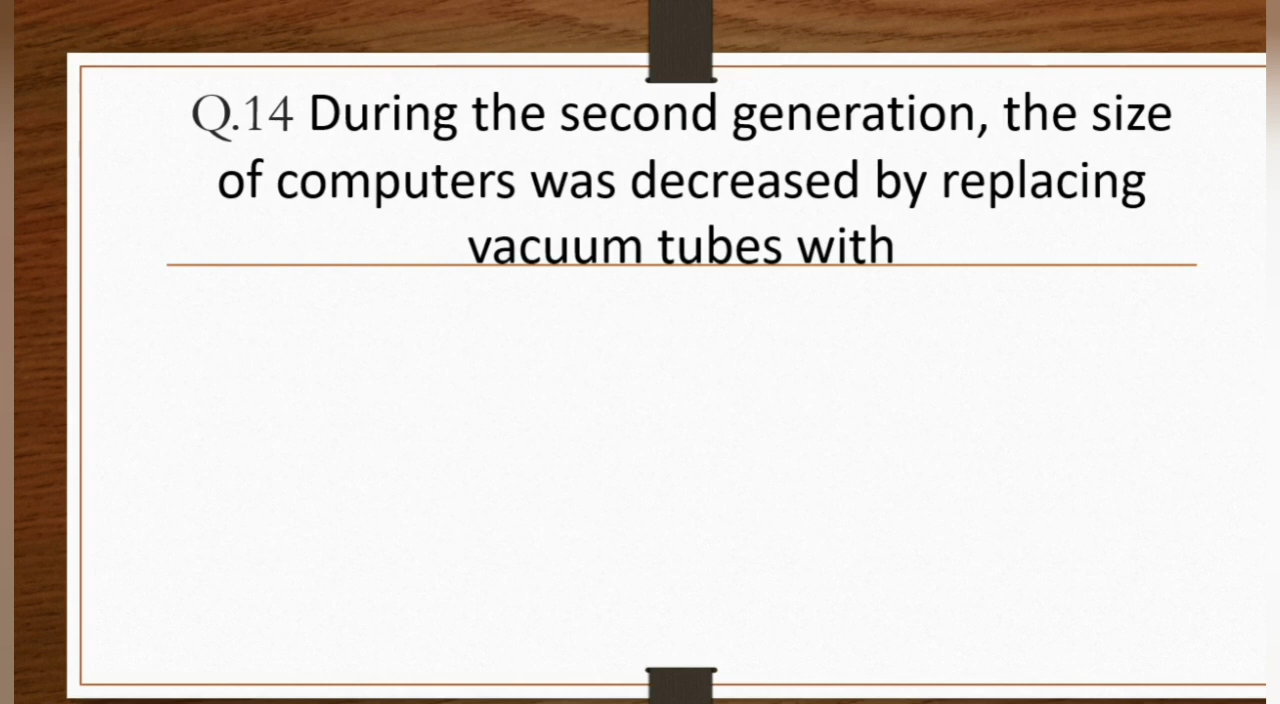 Q.14 During the second generation, the size
of computers was decreased by replacing
vacuum tubes with